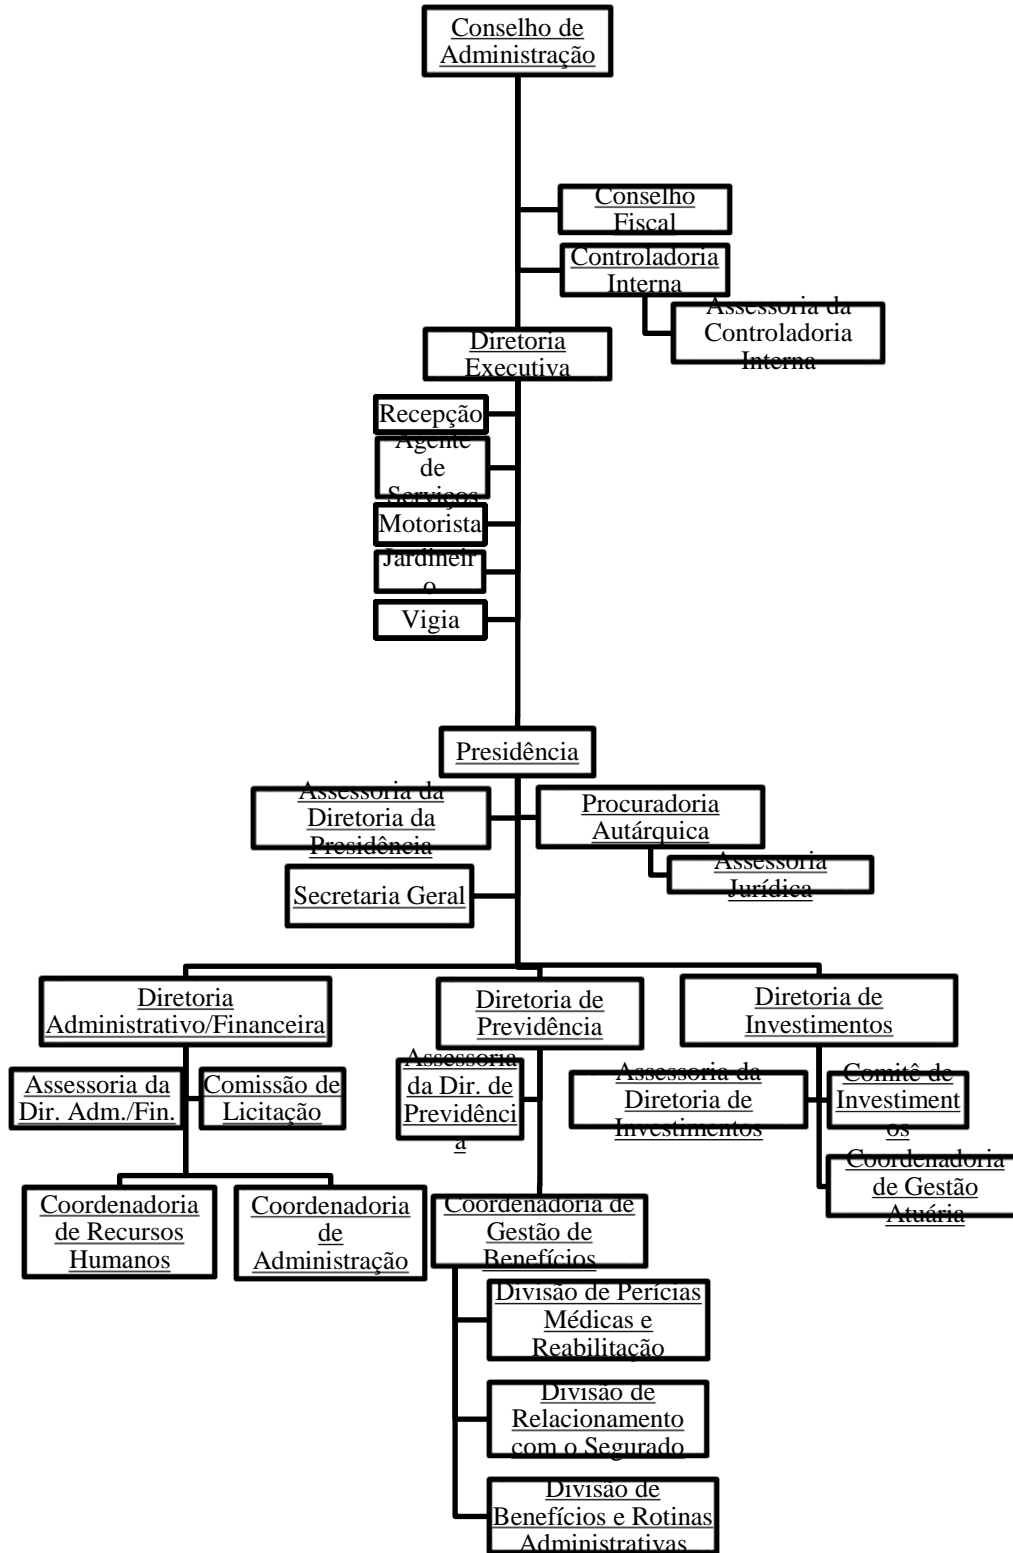 Conselho de
Administração
Conselho
Fiscal
Controladoria
Interna
Assessoria da
Controladoria
Interna
Diretoria
Executiva
Recepção
Agente
de
Serviços
Motorista
Jardineir
o
Vigia
Presidência
Assessoria da
Diretoria da
Presidência
Procuradoria
Autárquica
Assessoria
Jurídica
Secretaria Geral
Diretoria
Administrativo/Financeira
Diretoria de
Previdência
Diretoria de
Investimentos
Assessoria da
Dir. Adm./Fin.
Comissão de
Licitação
Assessoria
da Dir. de
Previdênci
a
Assessoria da
Diretoria de
Investimentos
Comitê de
Investiment
os
Coordenadoria
de Gestão
Atuária
Coordenadoria
de Recursos
Humanos
Coordenadoria
de
Administração
Coordenadoria de
Gestão de
Benefícios
Divisão de Perícias
Médicas e
Reabilitação
Divisão de
Relacionamento
com o Segurado
Divisão de
Benefícios e Rotinas
Administrativas